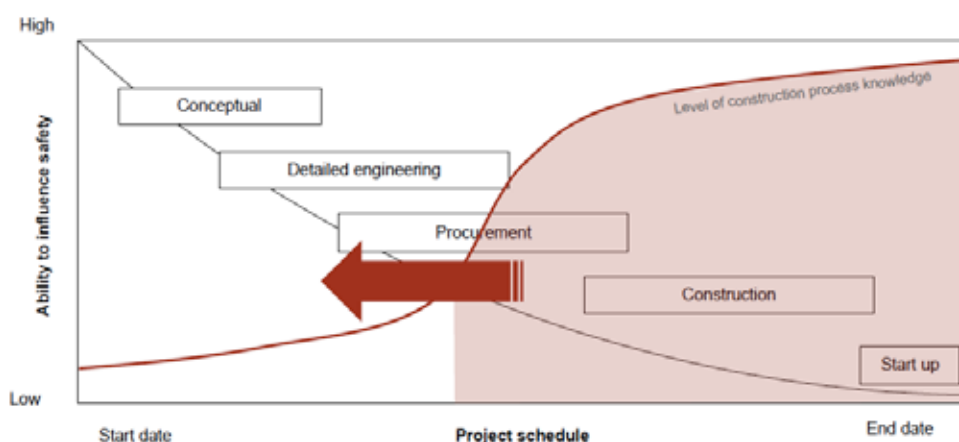 High
Conceptual
Level of construction process knowledge
Detailed engineering
Ability to influence safety
Procurement
Construction
Start up
Low
Start date
Project schedule
End date